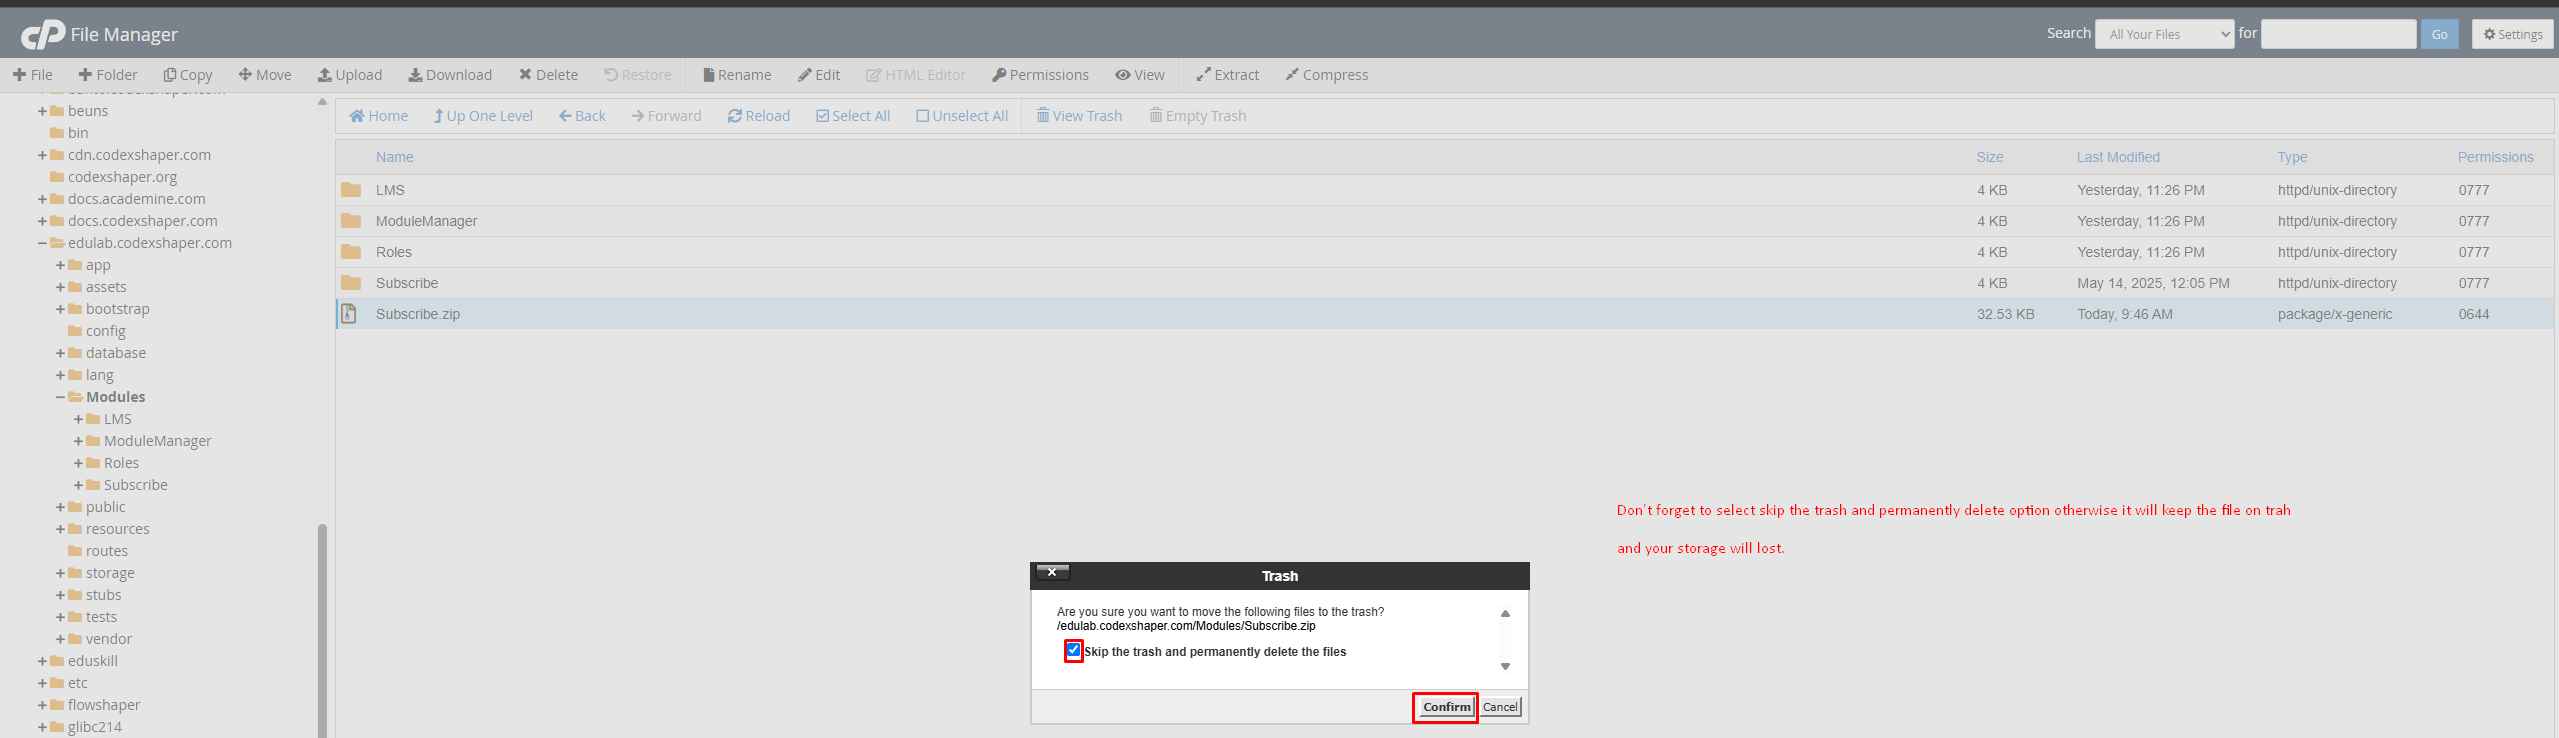 cP File Manager
Search All Your Files for Go Settings
File Folder Copy Move Upload Download Delete Restore Rename Edit HTML Editor Permissions View Extract Compress
Home Up One Level Back Forward Reload Select All Unselect All View Trash Empty Trash
beuns
bin
cdn.codexshaper.com
codexshaper.org
docs.academine.com
docs.codexshaper.com
edulab.codexshaper.com
app
assets
bootstrap
config
database
lang
Modules
LMS
ModuleManager
Roles
Subscribe
public
resources
routes
storage
stubs
tests
vendor
eduskill
etc
flowshaper
glibc214
Name Size Last Modified Type Permissions
LMS 4 KB Yesterday, 11:26 PM httpd/unix-directory 0777
ModuleManager 4 KB Yesterday, 11:26 PM httpd/unix-directory 0777
Roles 4 KB Yesterday, 11:26 PM httpd/unix-directory 0777
Subscribe 4 KB May 14, 2025, 12:05 PM httpd/unix-directory 0777
Subscribe.zip 32.53 KB Today, 9:46 AM package/x-generic 0644
Don't forget to select skip the trash and permanently delete option otherwise it will keep the file on trah
and your storage will lost.
Trash
Are you sure you want to move the following files to the trash?
/edulab.codexshaper.com/Modules/Subscribe.zip
Skip the trash and permanently delete the files
Confirm Cancel